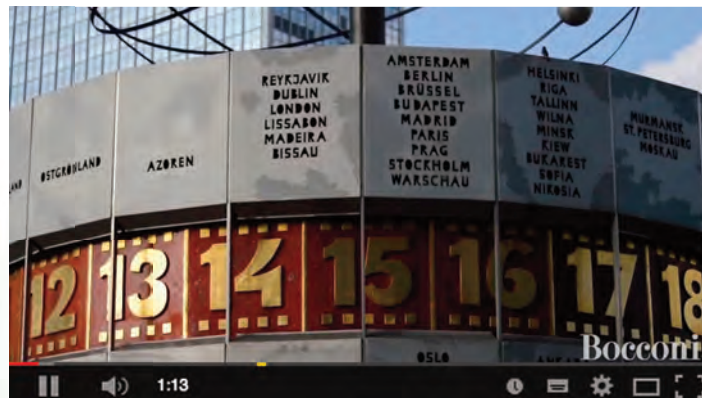 LAND
OSTGRÖNLAND
AZOREN
REYKJAVIK
DUBLIN
LONDON
LISSABON
MADEIRA
BISSAU
AMSTERDAM
BERLIN
BRÜSSEL
BUDAPEST
MADRID
PARIS
PRAG
STOCKHOLM
WARSCHAU
HELSINKI
RIGA
TALLINN
WILNA
MINSK
KIEW
BUKAREST
SOFIA
NIKOSIA
MURMANSK
ST. PETERSBURG
MOSKAU
12 13 14 15 16 17 18
OSLO
Bocconi
1:13